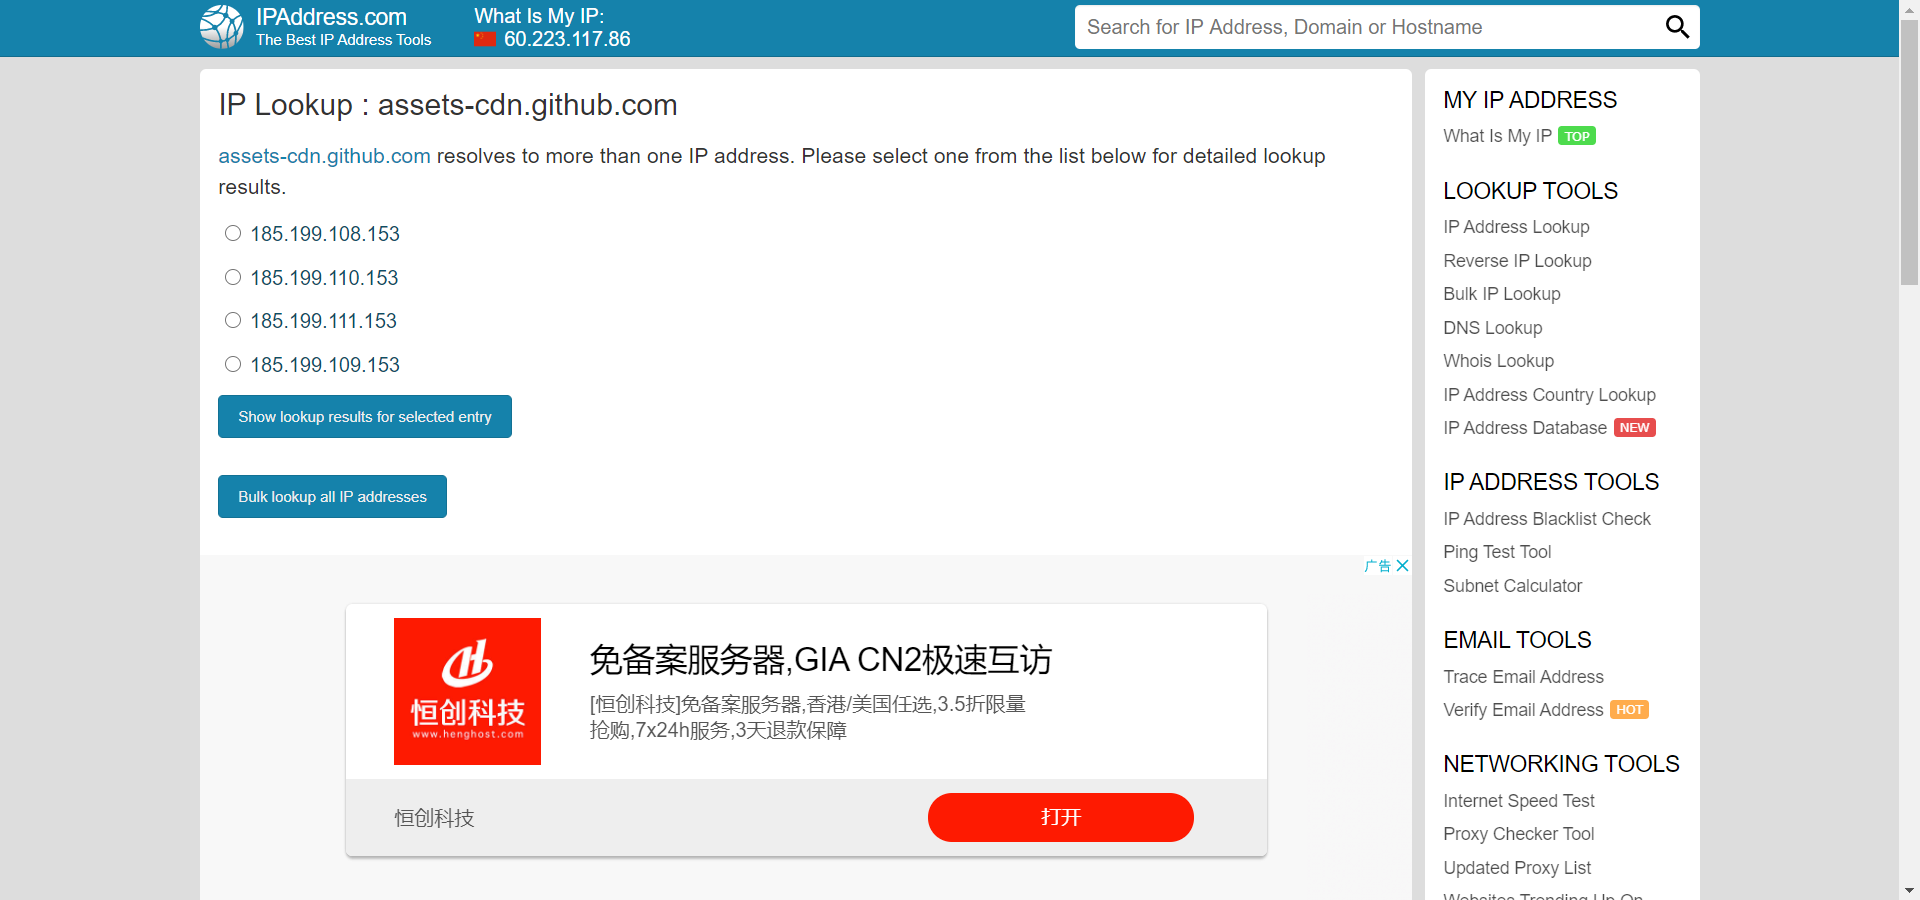 IPAddress.com
The Best IP Address Tools
What Is My IP:
60.223.117.86
Search for IP Address, Domain or Hostname
IP Lookup : assets-cdn.github.com
assets-cdn.github.com resolves to more than one IP address. Please select one from the list below for detailed lookup
results.
185.199.108.153
185.199.110.153
185.199.111.153
185.199.109.153
Show lookup results for selected entry
Bulk lookup all IP addresses
广告
恒创科技
www.henghost.com
免备案服务器,GIA CN2极速互访
[恒创科技]免备案服务器,香港/美国任选,3.5折限量
抢购,7x24h服务,3天退款保障
恒创科技
打开
MY IP ADDRESS
What Is My IP TOP
LOOKUP TOOLS
IP Address Lookup
Reverse IP Lookup
Bulk IP Lookup
DNS Lookup
Whois Lookup
IP Address Country Lookup
IP Address Database NEW
IP ADDRESS TOOLS
IP Address Blacklist Check
Ping Test Tool
Subnet Calculator
EMAIL TOOLS
Trace Email Address
Verify Email Address HOT
NETWORKING TOOLS
Internet Speed Test
Proxy Checker Tool
Updated Proxy List
Websites Trending Up On